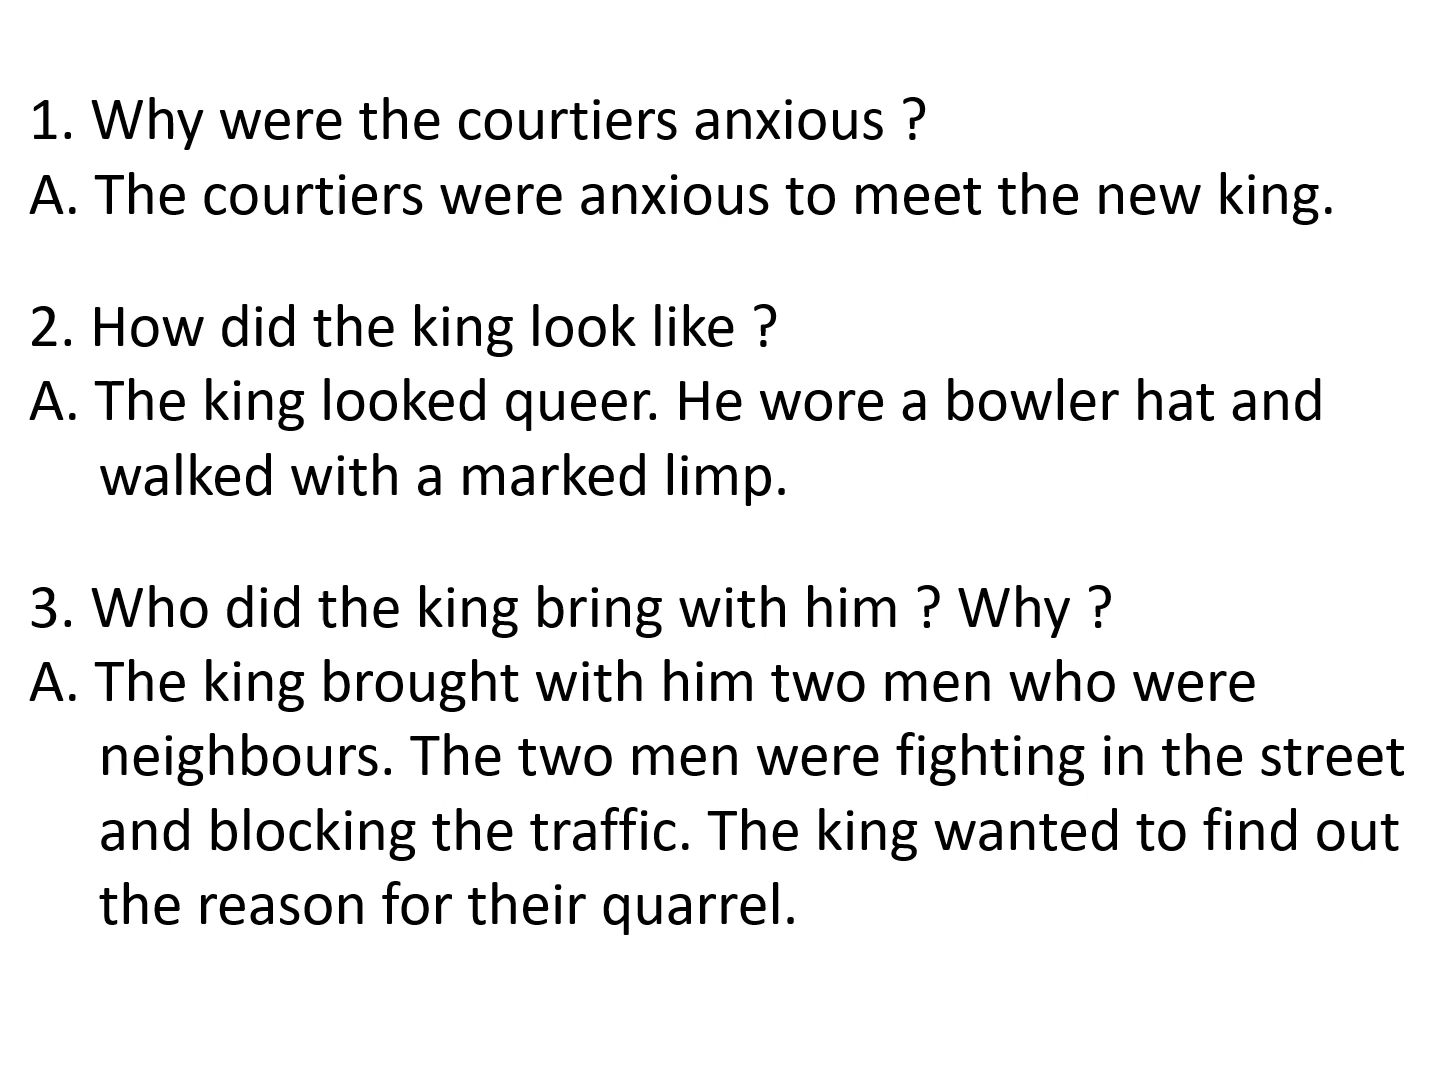 1. Why were the courtiers anxious ?
A. The courtiers were anxious to meet the new king.
2. How did the king look like ?
A. The king looked queer. He wore a bowler hat and
walked with a marked limp.
3. Who did the king bring with him ? Why ?
A. The king brought with him two men who were
neighbours. The two men were fighting in the street
and blocking the traffic. The king wanted to find out
the reason for their quarrel.